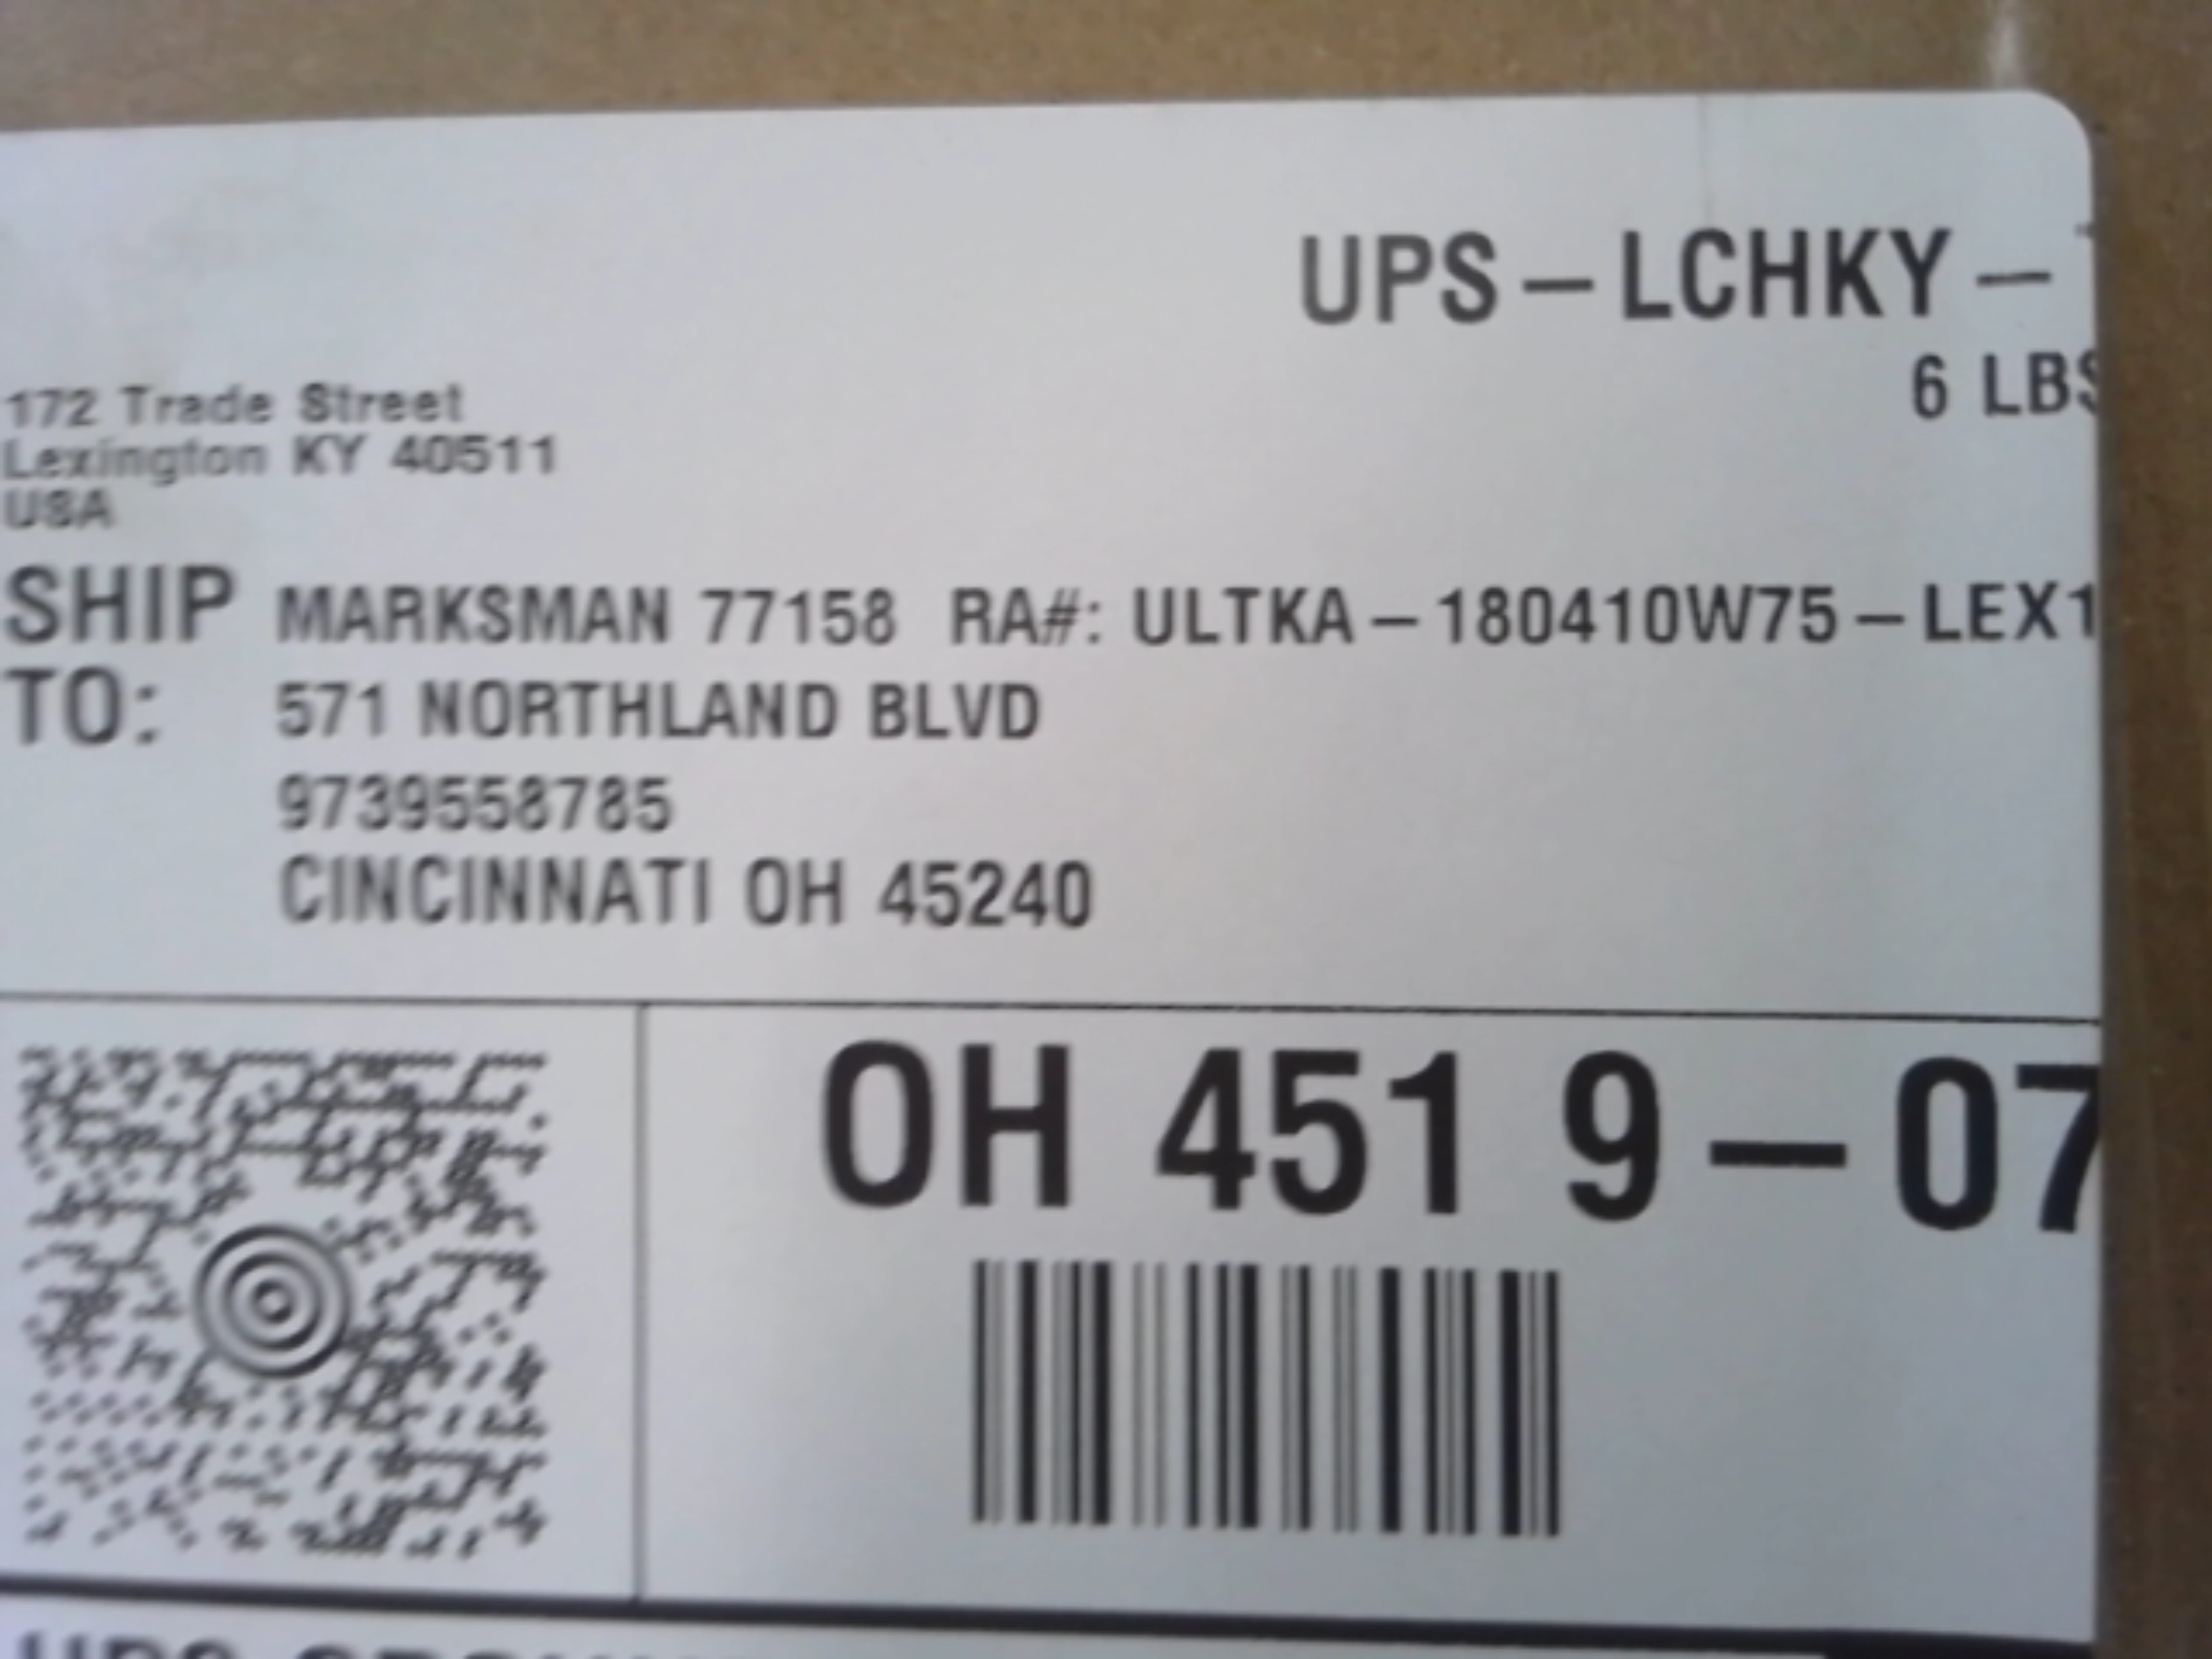 UPS – LCHKY –
6 LBS
172 Trade Street
Lexington KY 40511
USA
SHIP TO:
MARKSMAN 77158 RA#: ULTKA – 180410W75 – LEX1
571 NORTHLAND BLVD
9739558785
CINCINNATI OH 45240
OH 451 9 – 07